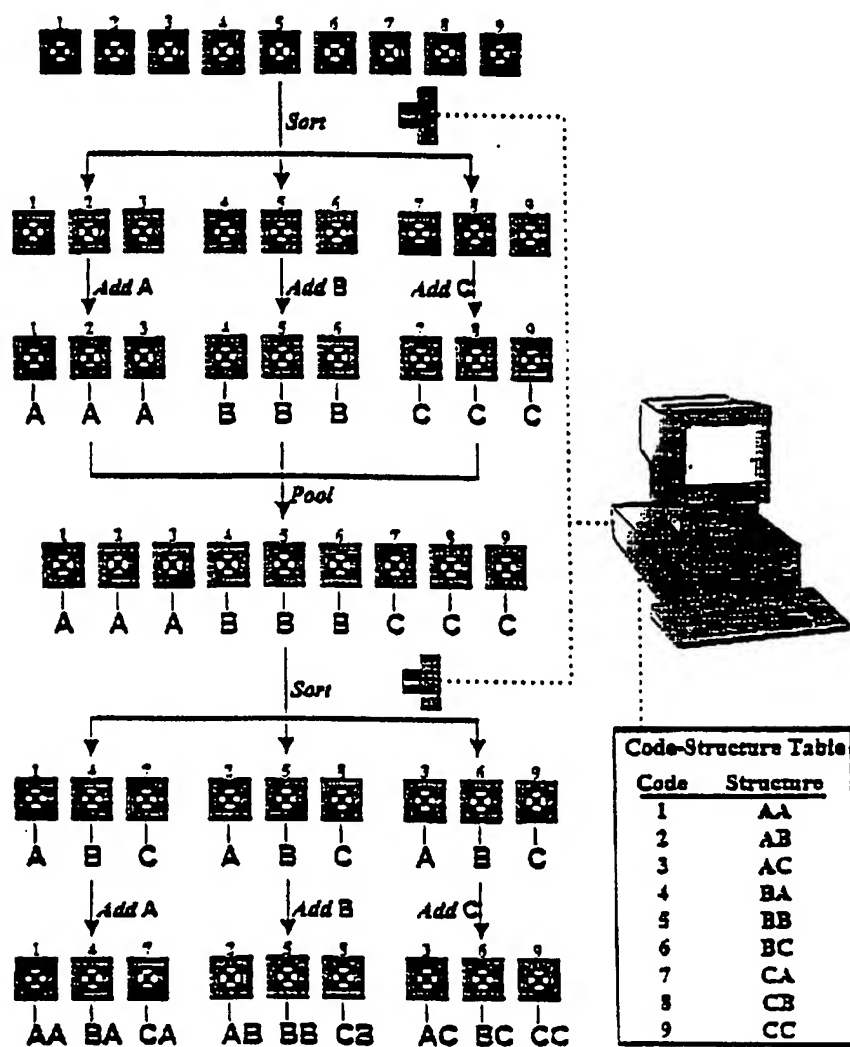 1 2 3 4 5 6 7 8 9
Sort
1 2 3 4 5 6 7 8 9
Add A Add B Add C
1 2 3 4 5 6 7 8 9
A A A B B B C C C
Pool
1 2 3 4 5 6 7 8 9
A A A B B B C C C
Sort
1 4 7 2 5 8 3 6 9
A B C A B C A B C
Add A Add B Add C
1 4 7 2 5 8 3 6 9
AA BA CA AB BB CB AC BC CC
Code-Structure Table
Code Structure
1 AA
2 AB
3 AC
4 BA
5 BB
6 BC
7 CA
8 CB
9 CC